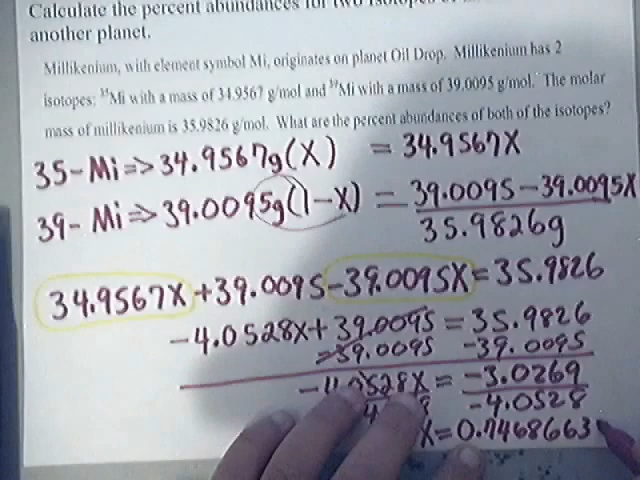 Calculate the percent abundances for two isotopes of
another planet.
Millikenium, with element symbol Mi, originates on planet Oil Drop. Millikenium has 2
isotopes: ³⁵Mi with a mass of 34.9567 g/mol and ³⁹Mi with a mass of 39.0095 g/mol. The molar
mass of millikenium is 35.9826 g/mol. What are the percent abundances of both of the isotopes?
35-Mi => 34.9567g(X) = 34.9567X
39-Mi => 39.0095g(1-X) = 39.0095-39.0095X
35.9826g
34.9567X+39.0095-39.0095X=35.9826
-4.0528X+39.0095=35.9826
-39.0095 -39.0095
-4.0528X = -3.0269
-4.0528
X=0.7468663